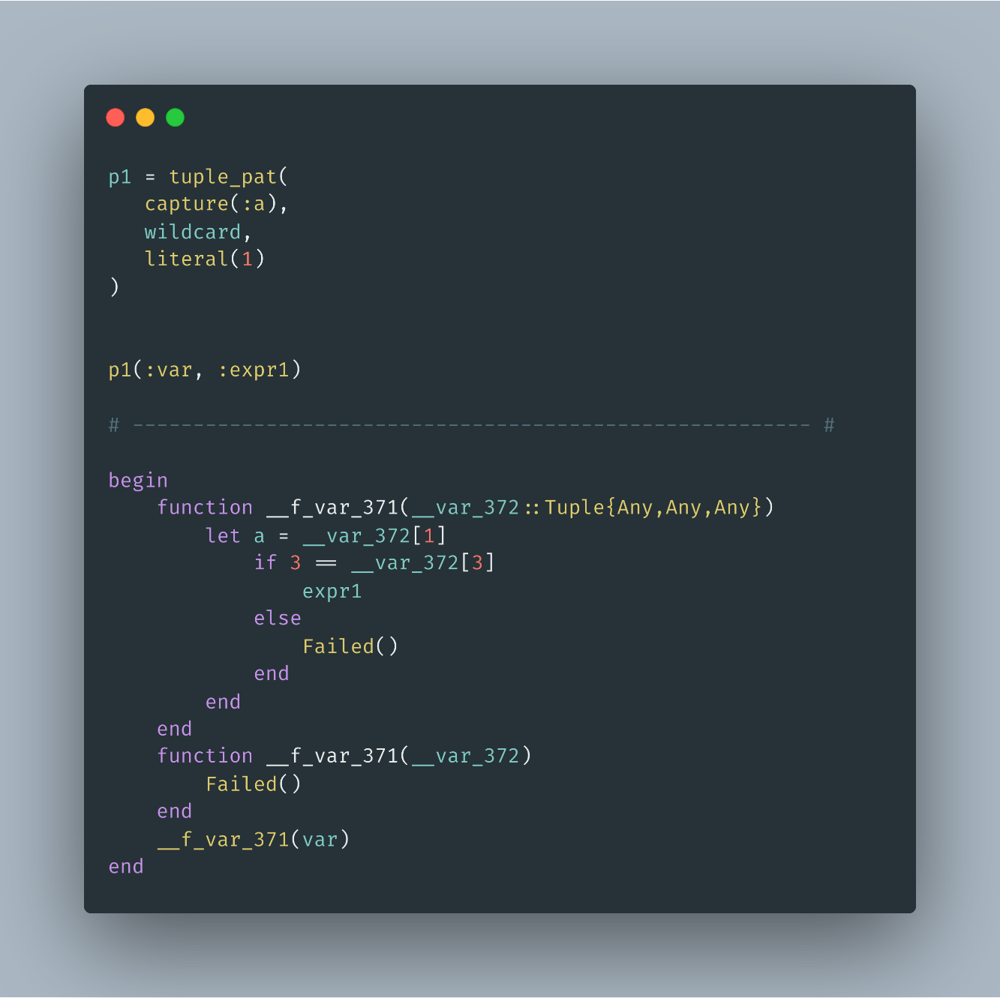 p1 = tuple_pat(
   capture(:a),
   wildcard,
   literal(1)
)
p1(:var, :expr1)
# -------------------------------------------------------- #
begin
    function __f_var_371(__var_372::Tuple{Any,Any,Any})
        let a = __var_372[1]
            if 3 == __var_372[3]
                expr1
            else
                Failed()
            end
        end
    end
    function __f_var_371(__var_372)
        Failed()
    end
    __f_var_371(var)
end